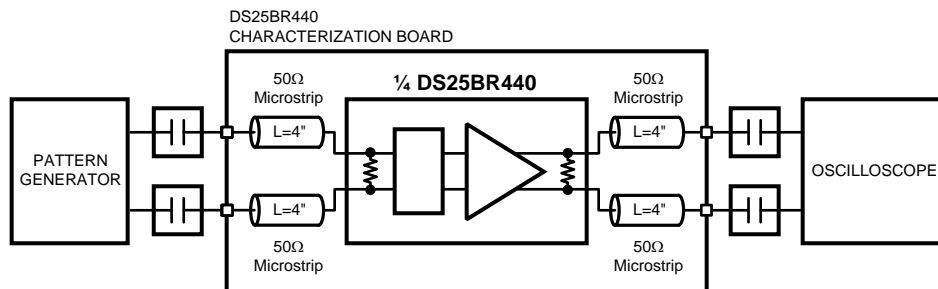 DS25BR440
CHARACTERIZATION BOARD
50Ω
Microstrip
¼ DS25BR440
50Ω
Microstrip
L=4"
L=4"
PATTERN
GENERATOR
OSCILLOSCOPE
L=4"
L=4"
50Ω
Microstrip
50Ω
Microstrip